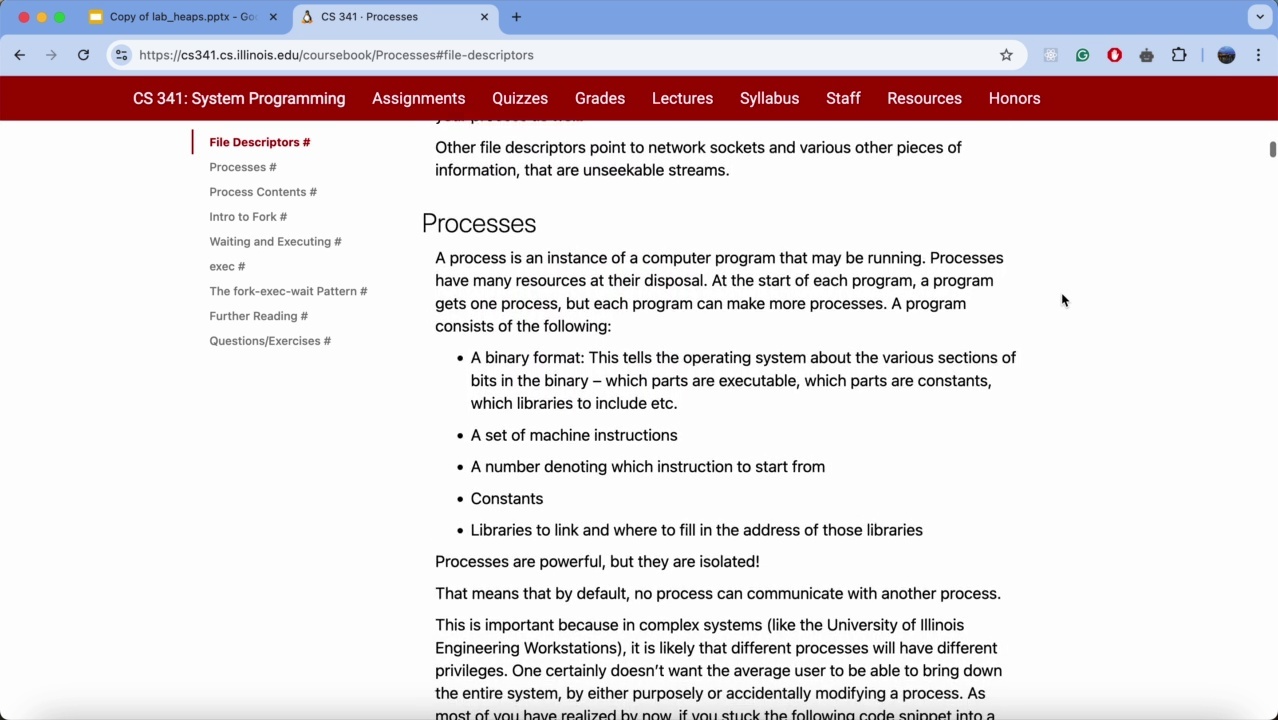 Copy of lab_heaps.pptx - Goo
CS 341 · Processes
https://cs341.cs.illinois.edu/coursebook/Processes#file-descriptors
CS 341: System Programming Assignments Quizzes Grades Lectures Syllabus Staff Resources Honors
File Descriptors #
Processes #
Process Contents #
Intro to Fork #
Waiting and Executing #
exec #
The fork-exec-wait Pattern #
Further Reading #
Questions/Exercises #
Other file descriptors point to network sockets and various other pieces of
information, that are unseekable streams.
Processes
A process is an instance of a computer program that may be running. Processes
have many resources at their disposal. At the start of each program, a program
gets one process, but each program can make more processes. A program
consists of the following:
• A binary format: This tells the operating system about the various sections of
bits in the binary – which parts are executable, which parts are constants,
which libraries to include etc.
• A set of machine instructions
• A number denoting which instruction to start from
• Constants
• Libraries to link and where to fill in the address of those libraries
Processes are powerful, but they are isolated!
That means that by default, no process can communicate with another process.
This is important because in complex systems (like the University of Illinois
Engineering Workstations), it is likely that different processes will have different
privileges. One certainly doesn't want the average user to be able to bring down
the entire system, by either purposely or accidentally modifying a process. As
most of you have realized by now, if you stuck the following code snippet into a